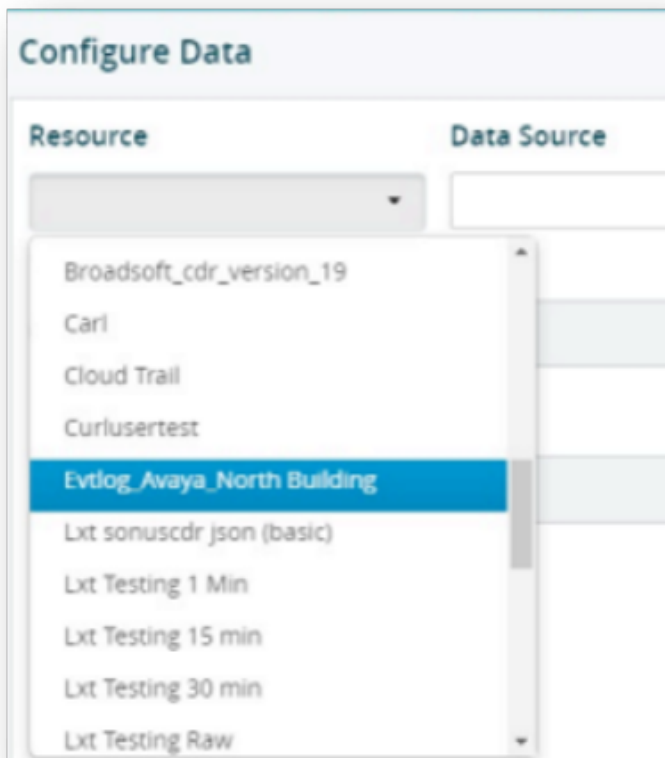 Configure Data
Resource Data Source
Broadsoft_cdr_version_19
Carl
Cloud Trail
Curlusertest
Evtlog_Avaya_North Building
Lxt sonuscdr json (basic)
Lxt Testing 1 Min
Lxt Testing 15 min
Lxt Testing 30 min
Lxt Testing Raw